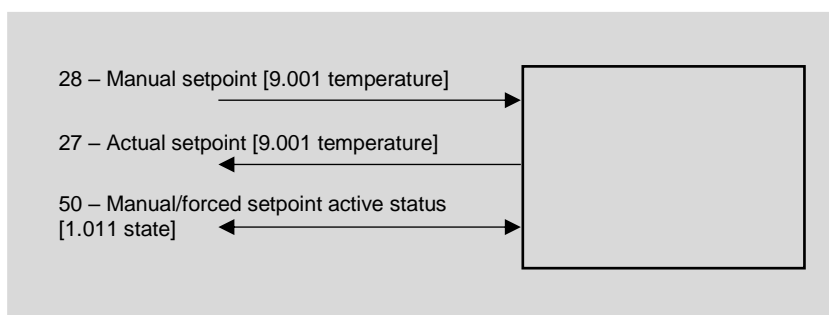 28 – Manual setpoint [9.001 temperature]
27 – Actual setpoint [9.001 temperature]
50 – Manual/forced setpoint active status
[1.011 state]